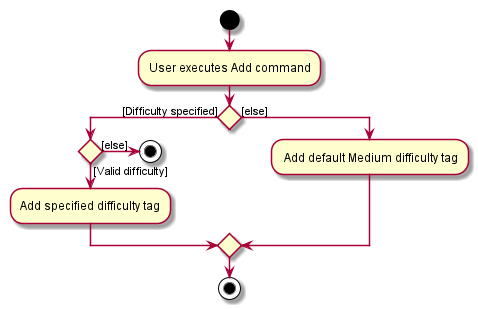 User executes Add command
[Difficulty specified]
[else]
[else]
Add default Medium difficulty tag
[Valid difficulty]
Add specified difficulty tag